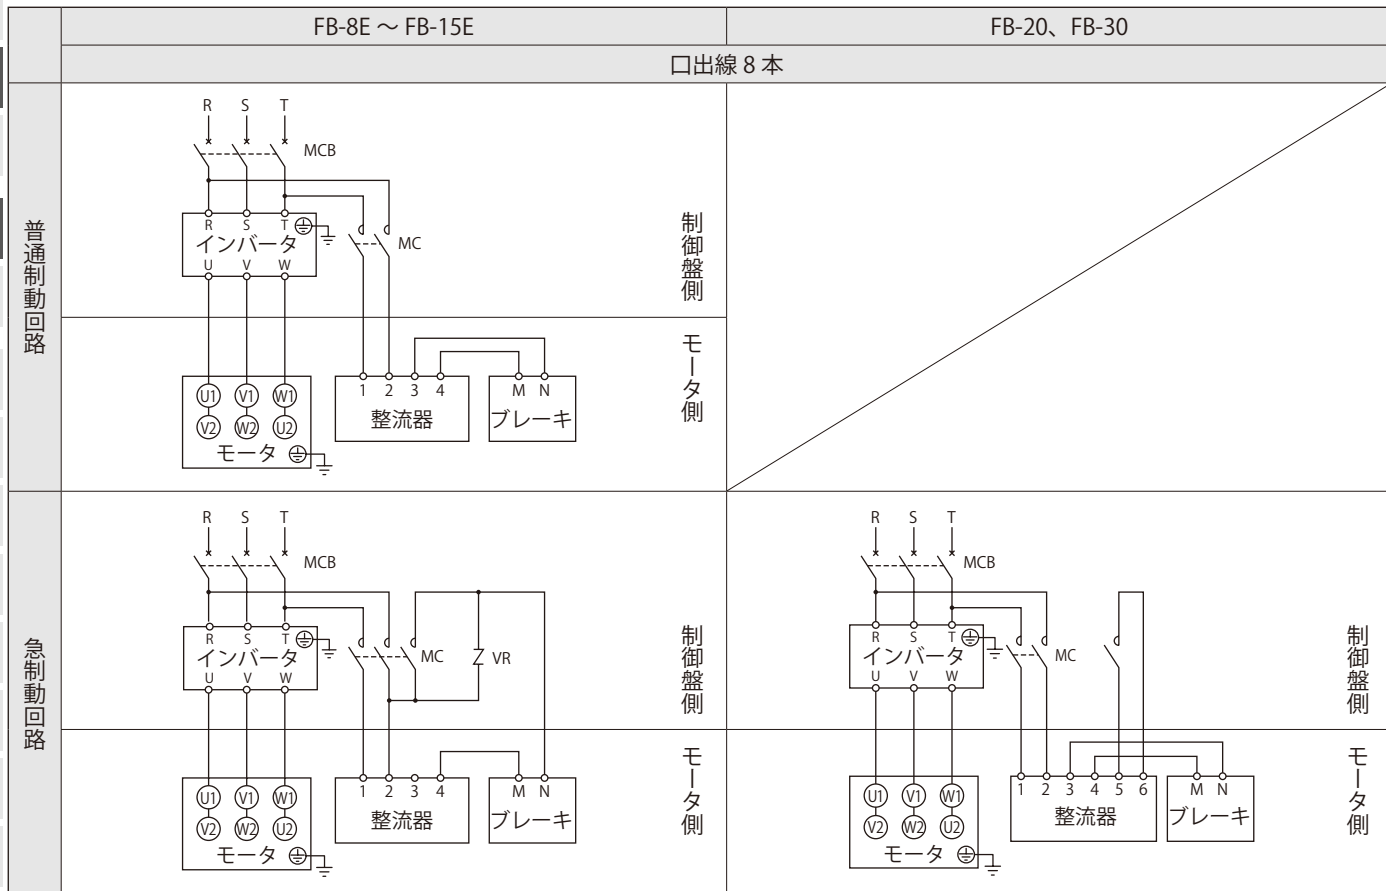 FB-8E ～ FB-15E
FB-20、FB-30
口出線 8 本
普通制動回路
R S T
MCB
R S T
インバータ
U V W
MC
制御盤側
モータ側
U1 V1 W1
V2 W2 U2
モータ
1 2 3 4
整流器
M N
ブレーキ
急制動回路
R S T
MCB
R S T
インバータ
U V W
MC
VR
制御盤側
モータ側
U1 V1 W1
V2 W2 U2
モータ
1 2 3 4
整流器
M N
ブレーキ
R S T
MCB
R S T
インバータ
U V W
MC
制御盤側
モータ側
U1 V1 W1
V2 W2 U2
モータ
1 2 3 4 5 6
整流器
M N
ブレーキ